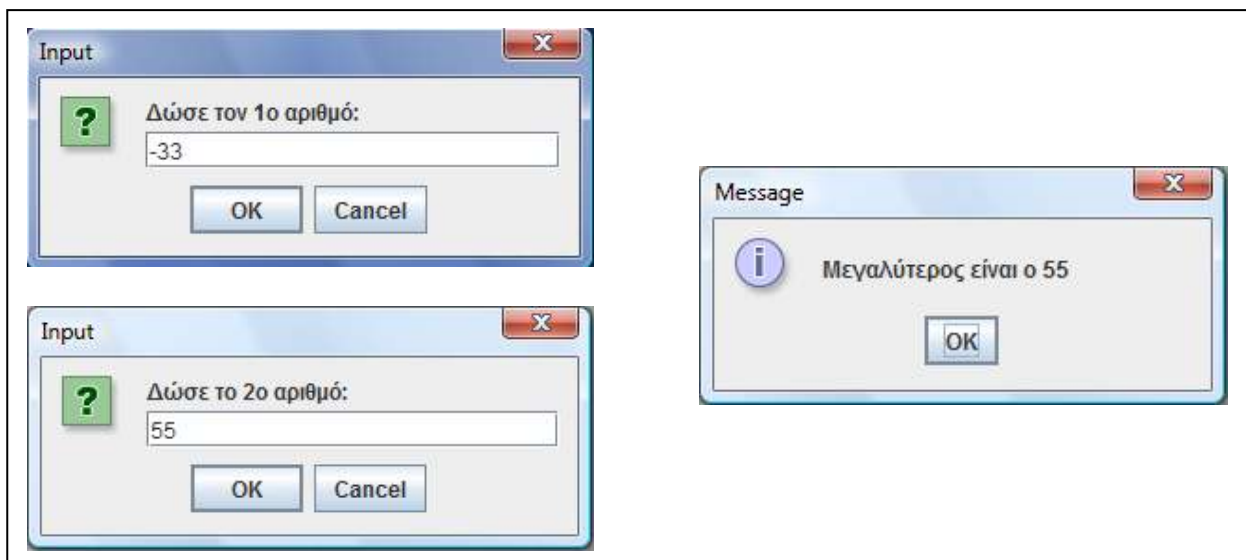 Input
X
?
Δώσε τον 1ο αριθμό:
-33
OK Cancel
Input
X
?
Δώσε το 2ο αριθμό:
55
OK Cancel
Message
X
i
Μεγαλύτερος είναι ο 55
OK